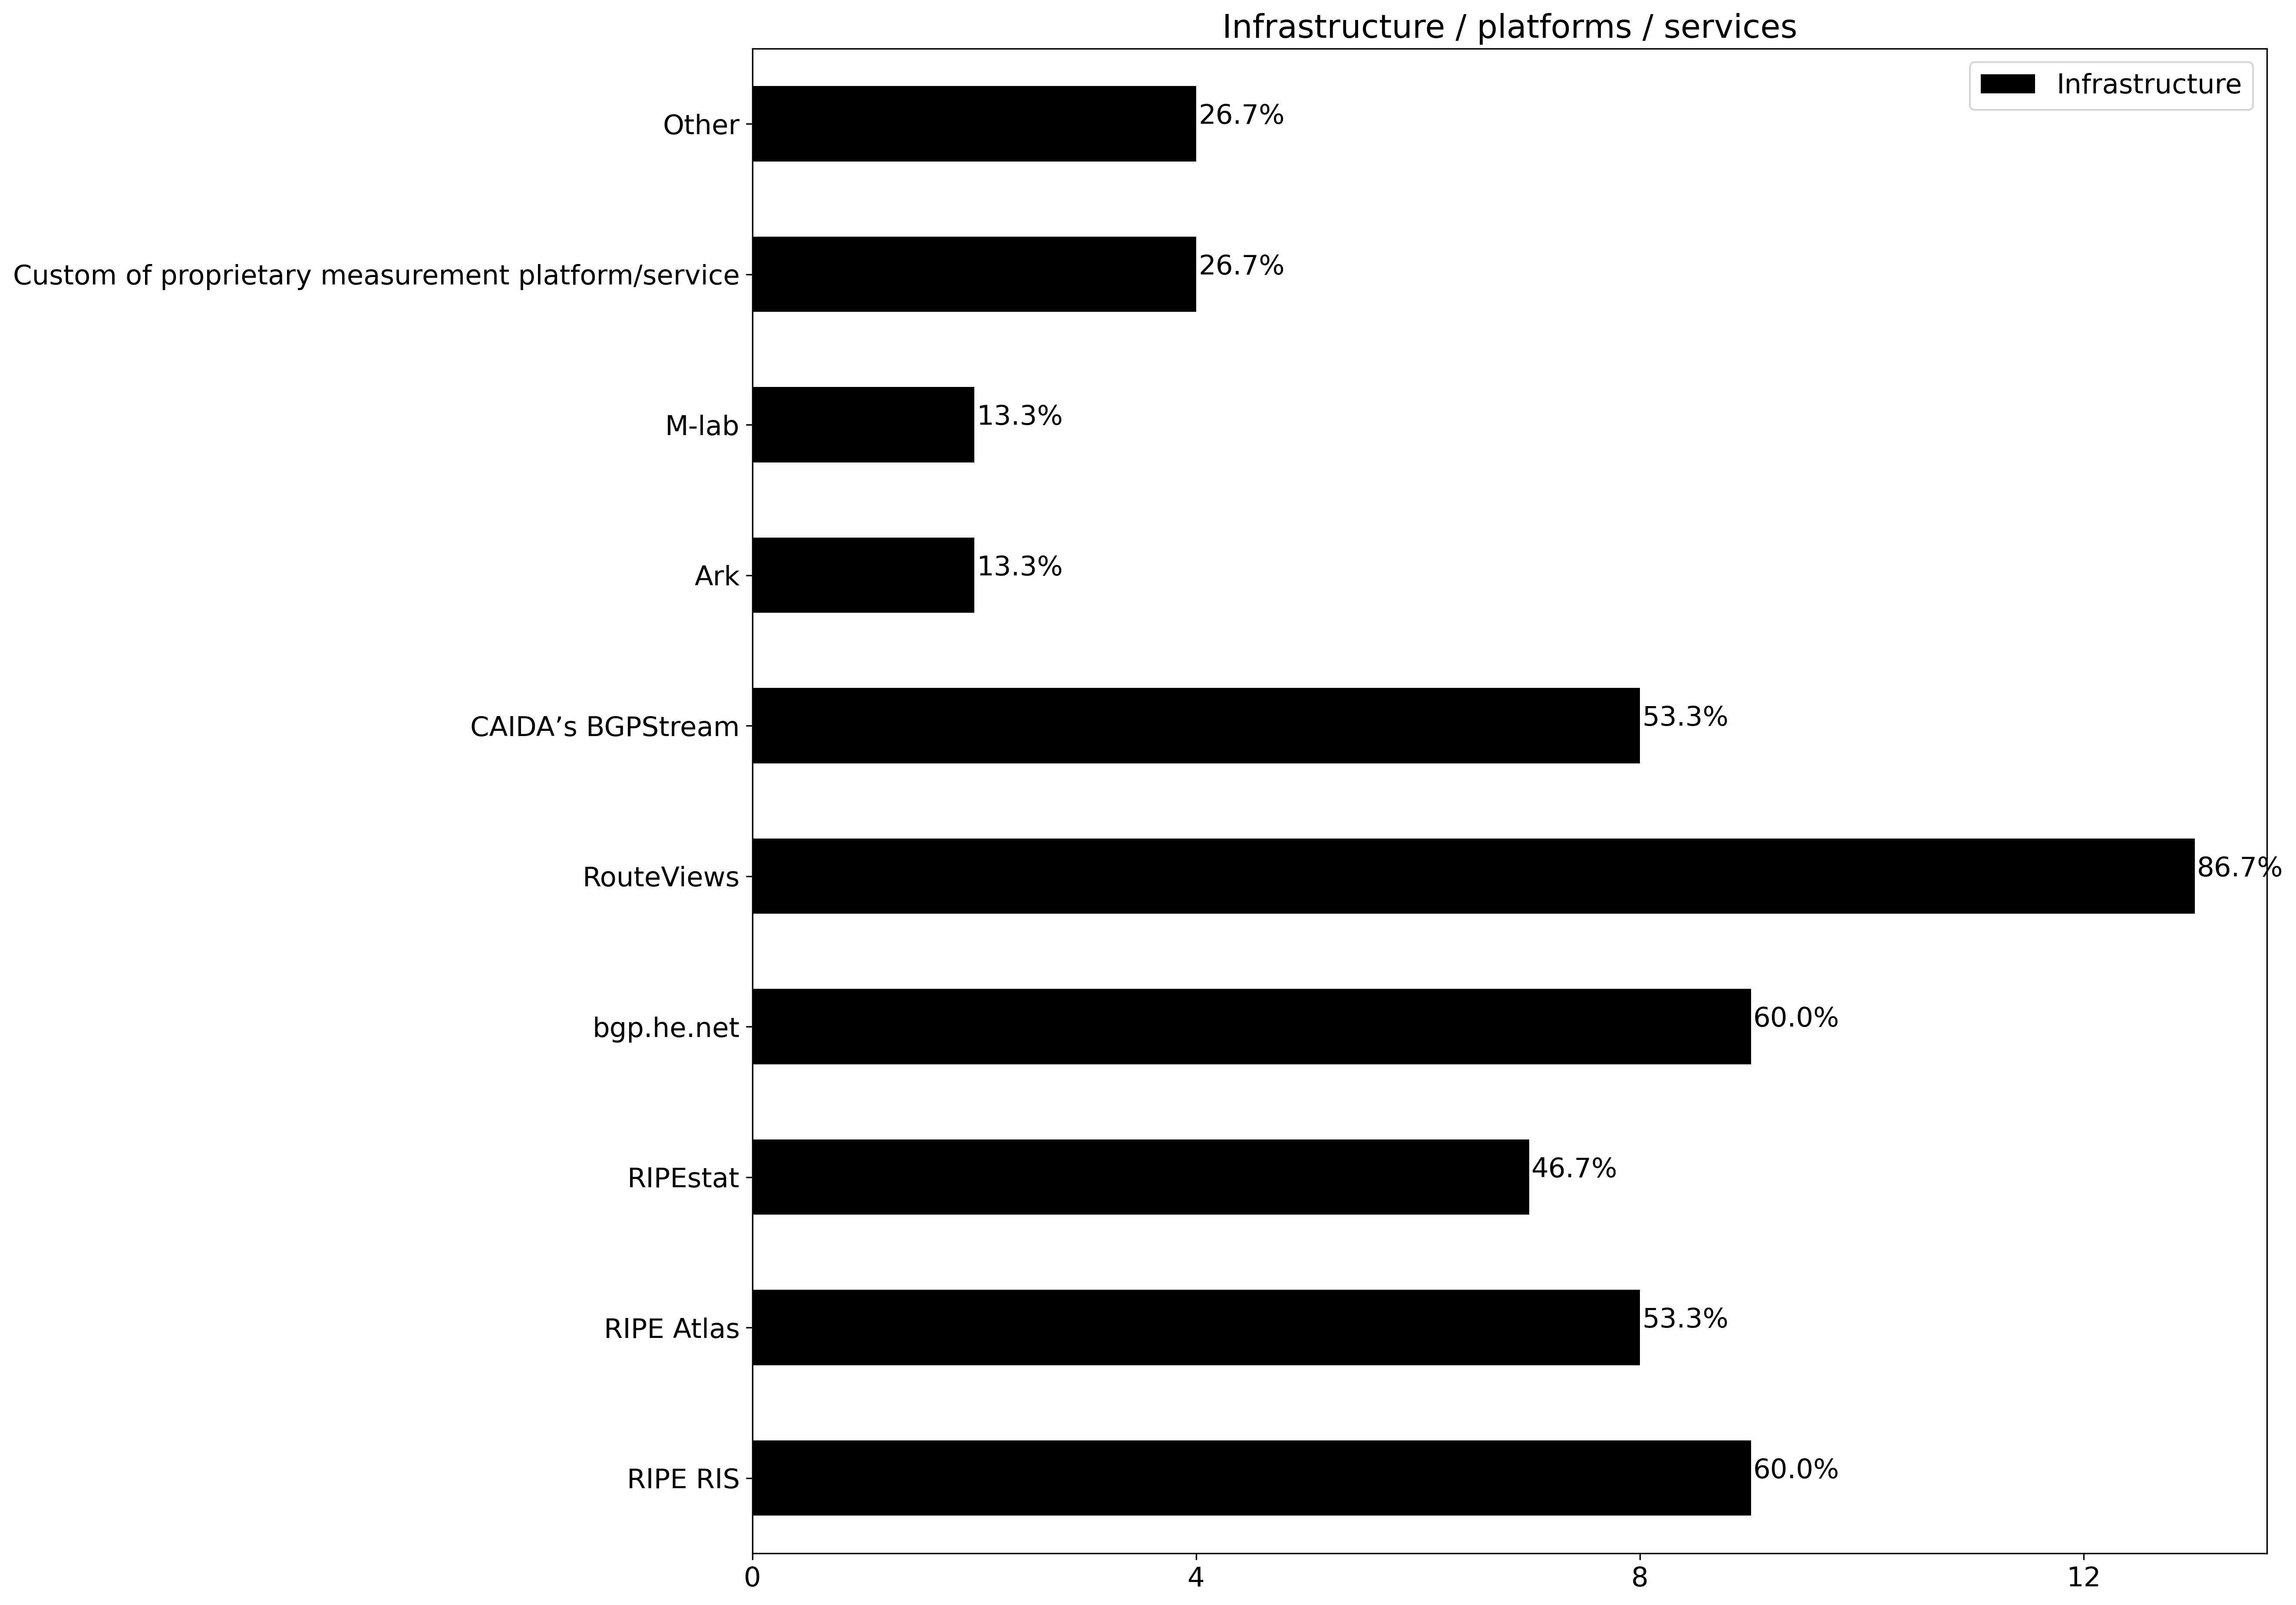 Infrastructure / platforms / services
Infrastructure
Other 26.7%
Custom of proprietary measurement platform/service 26.7%
M-lab 13.3%
Ark 13.3%
CAIDA’s BGPStream 53.3%
RouteViews 86.7%
bgp.he.net 60.0%
RIPEstat 46.7%
RIPE Atlas 53.3%
RIPE RIS 60.0%
0 4 8 12